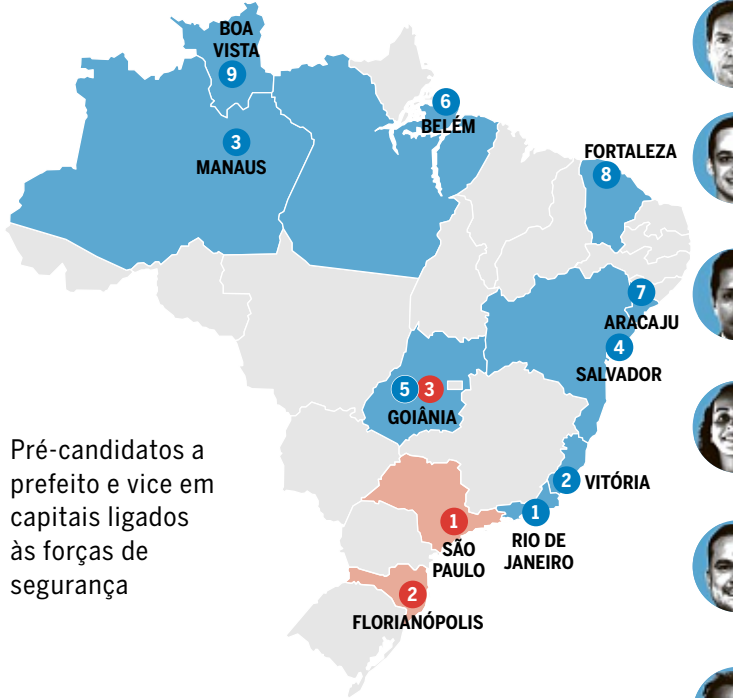 BOA
VISTA
9
6
BELÉM
3
MANAUS
FORTALEZA
8
7
ARACAJU
4
SALVADOR
5 3
GOIÂNIA
Pré-candidatos a
prefeito e vice em
capitais ligados
às forças de
segurança
2 VITÓRIA
1
RIO DE
JANEIRO
1
SÃO
PAULO
2
FLORIANÓPOLIS